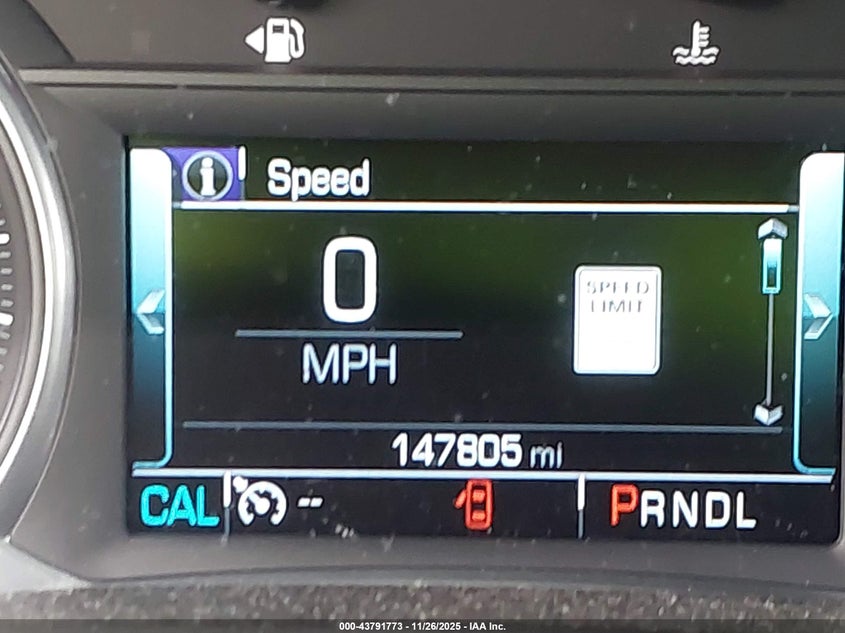 Speed
0
MPH
SPEED
LIMIT
147805 mi
CAL -- PRNDL
000-43791773 - 11/26/2025 - IAA Inc.